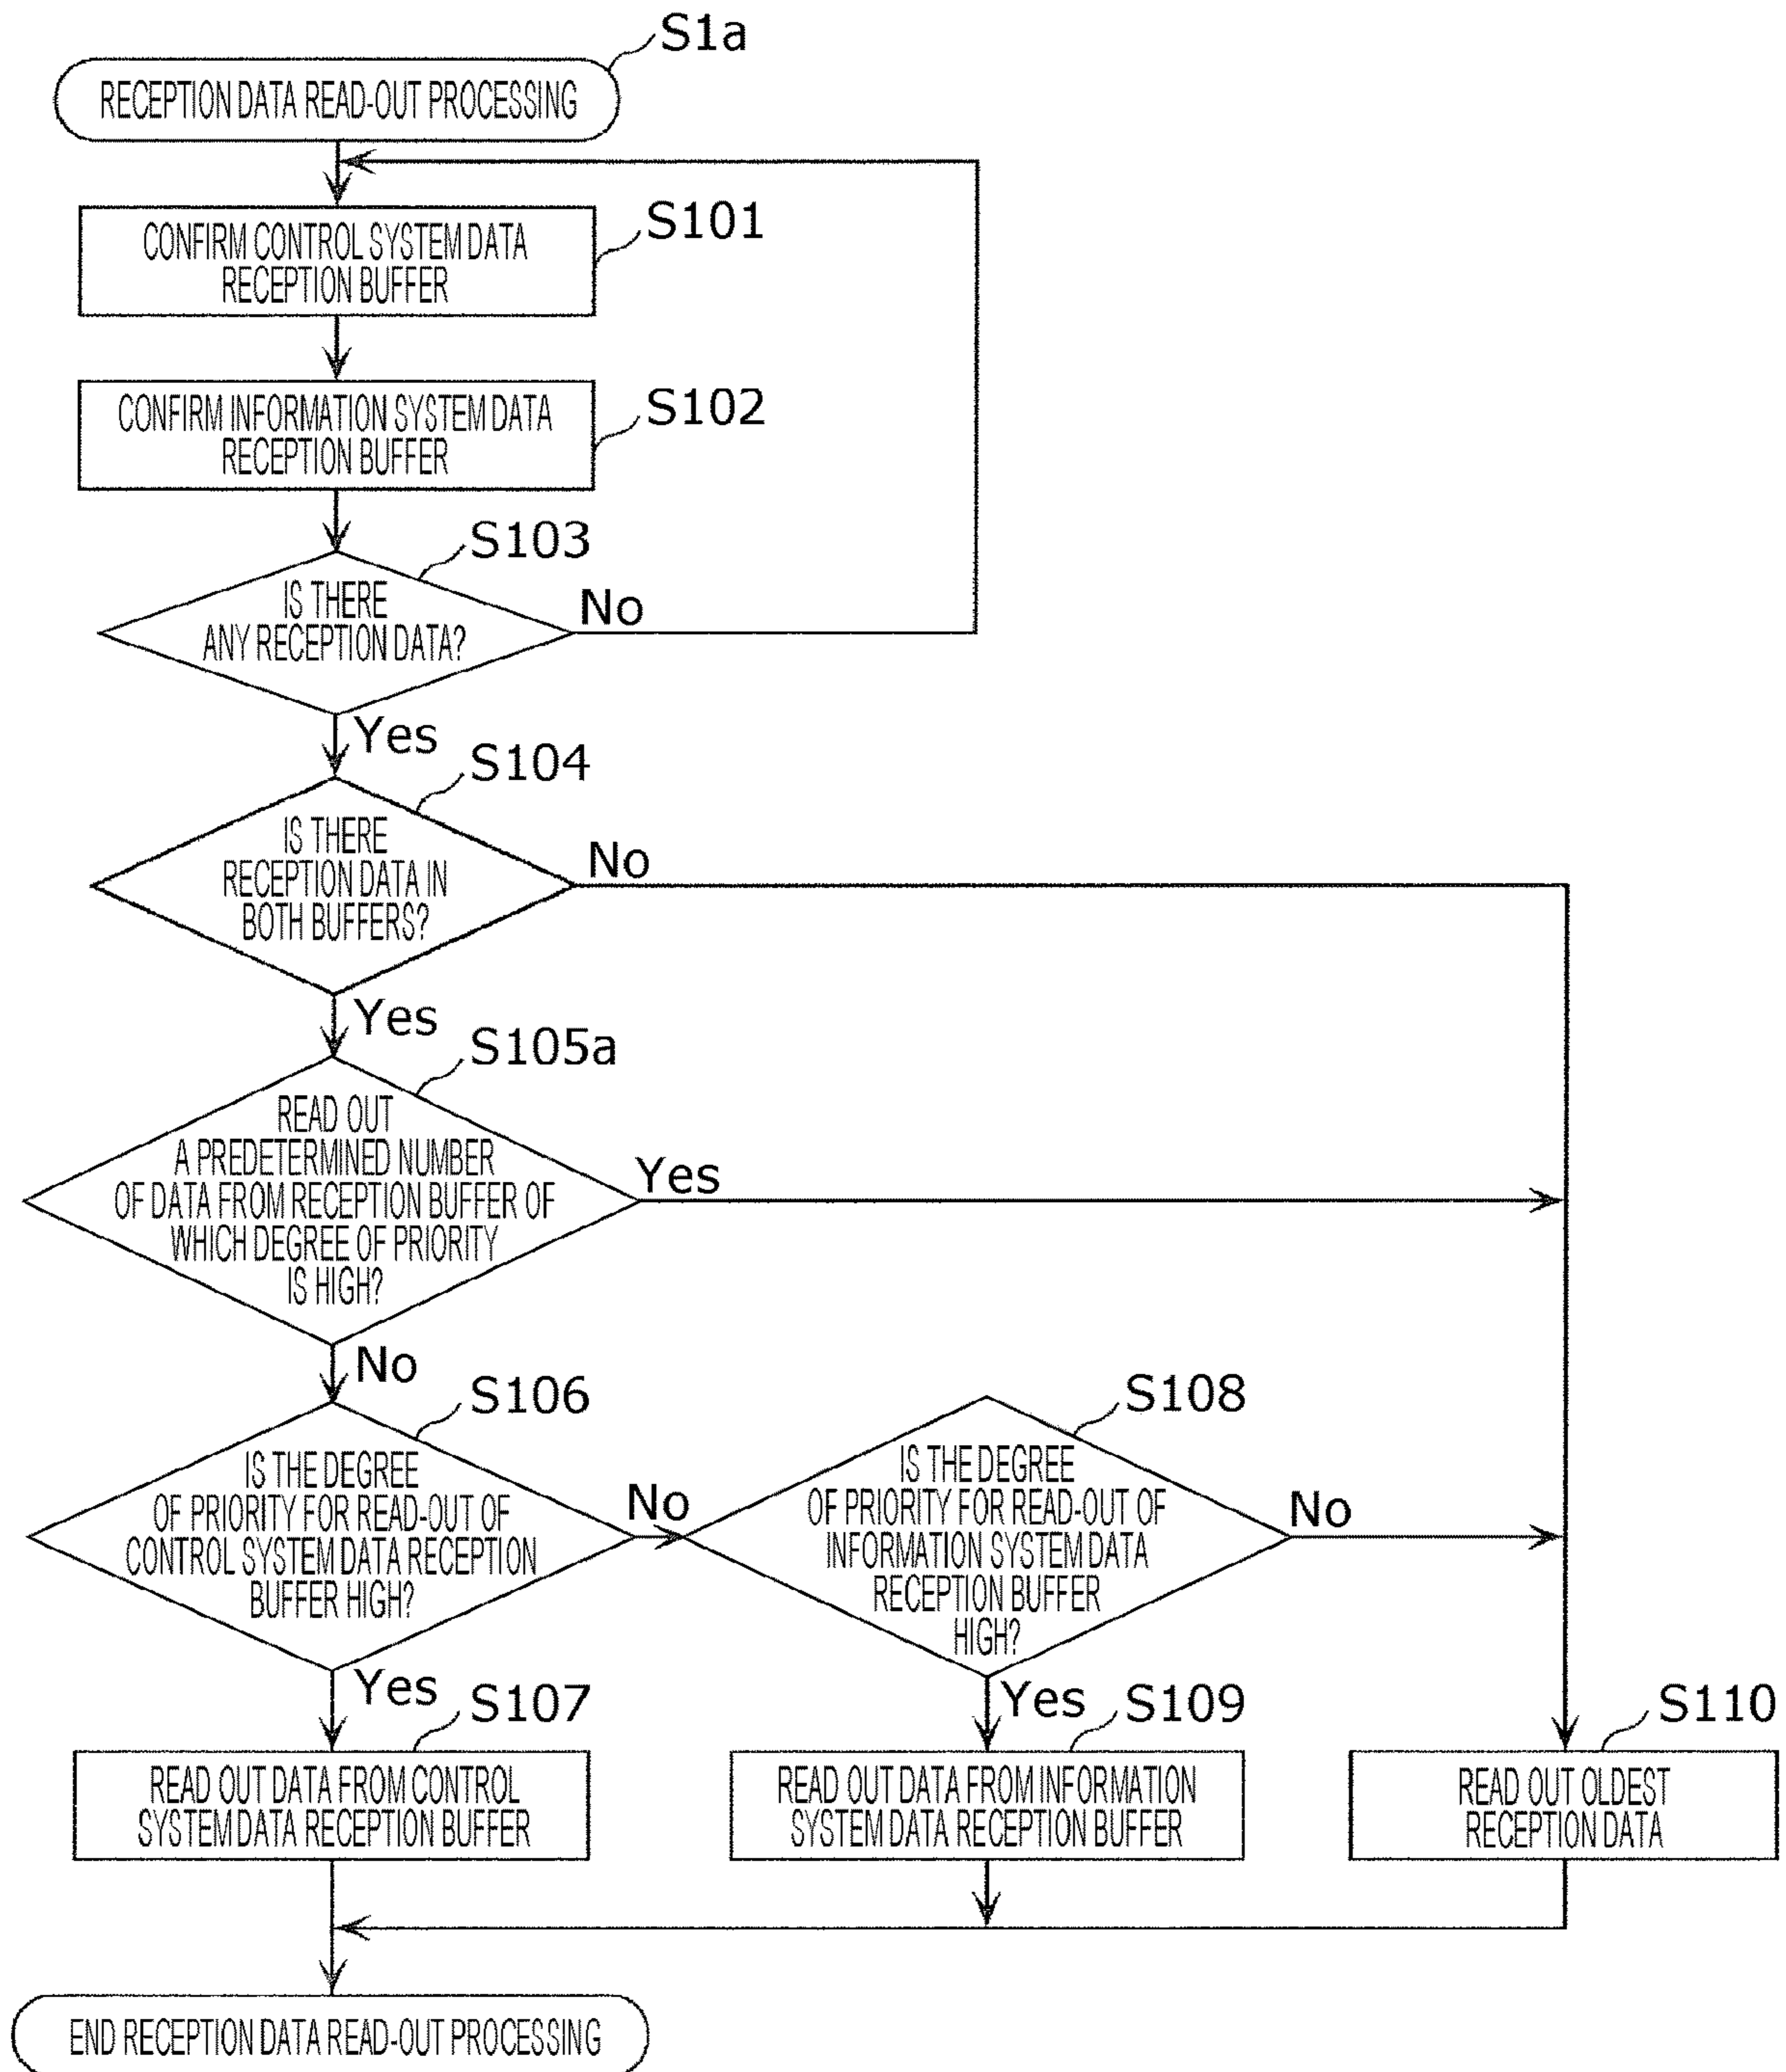 S1a
RECEPTION DATA READ-OUT PROCESSING
CONFIRM CONTROL SYSTEM DATA
RECEPTION BUFFER
S101
CONFIRM INFORMATION SYSTEM DATA
RECEPTION BUFFER
S102
S103
IS THERE
ANY RECEPTION DATA?
No
Yes
S104
IS THERE
RECEPTION DATA IN
BOTH BUFFERS?
No
Yes
S105a
READ OUT
A PREDETERMINED NUMBER
OF DATA FROM RECEPTION BUFFER OF
WHICH DEGREE OF PRIORITY
IS HIGH?
Yes
No
S106
IS THE DEGREE
OF PRIORITY FOR READ-OUT OF
CONTROL SYSTEM DATA RECEPTION
BUFFER HIGH?
No
Yes
S108
IS THE DEGREE
OF PRIORITY FOR READ-OUT OF
INFORMATION SYSTEM DATA
RECEPTION BUFFER
HIGH?
No
Yes
S107
READ OUT DATA FROM CONTROL
SYSTEM DATA RECEPTION BUFFER
S109
READ OUT DATA FROM INFORMATION
SYSTEM DATA RECEPTION BUFFER
S110
READ OUT OLDEST
RECEPTION DATA
END RECEPTION DATA READ-OUT PROCESSING